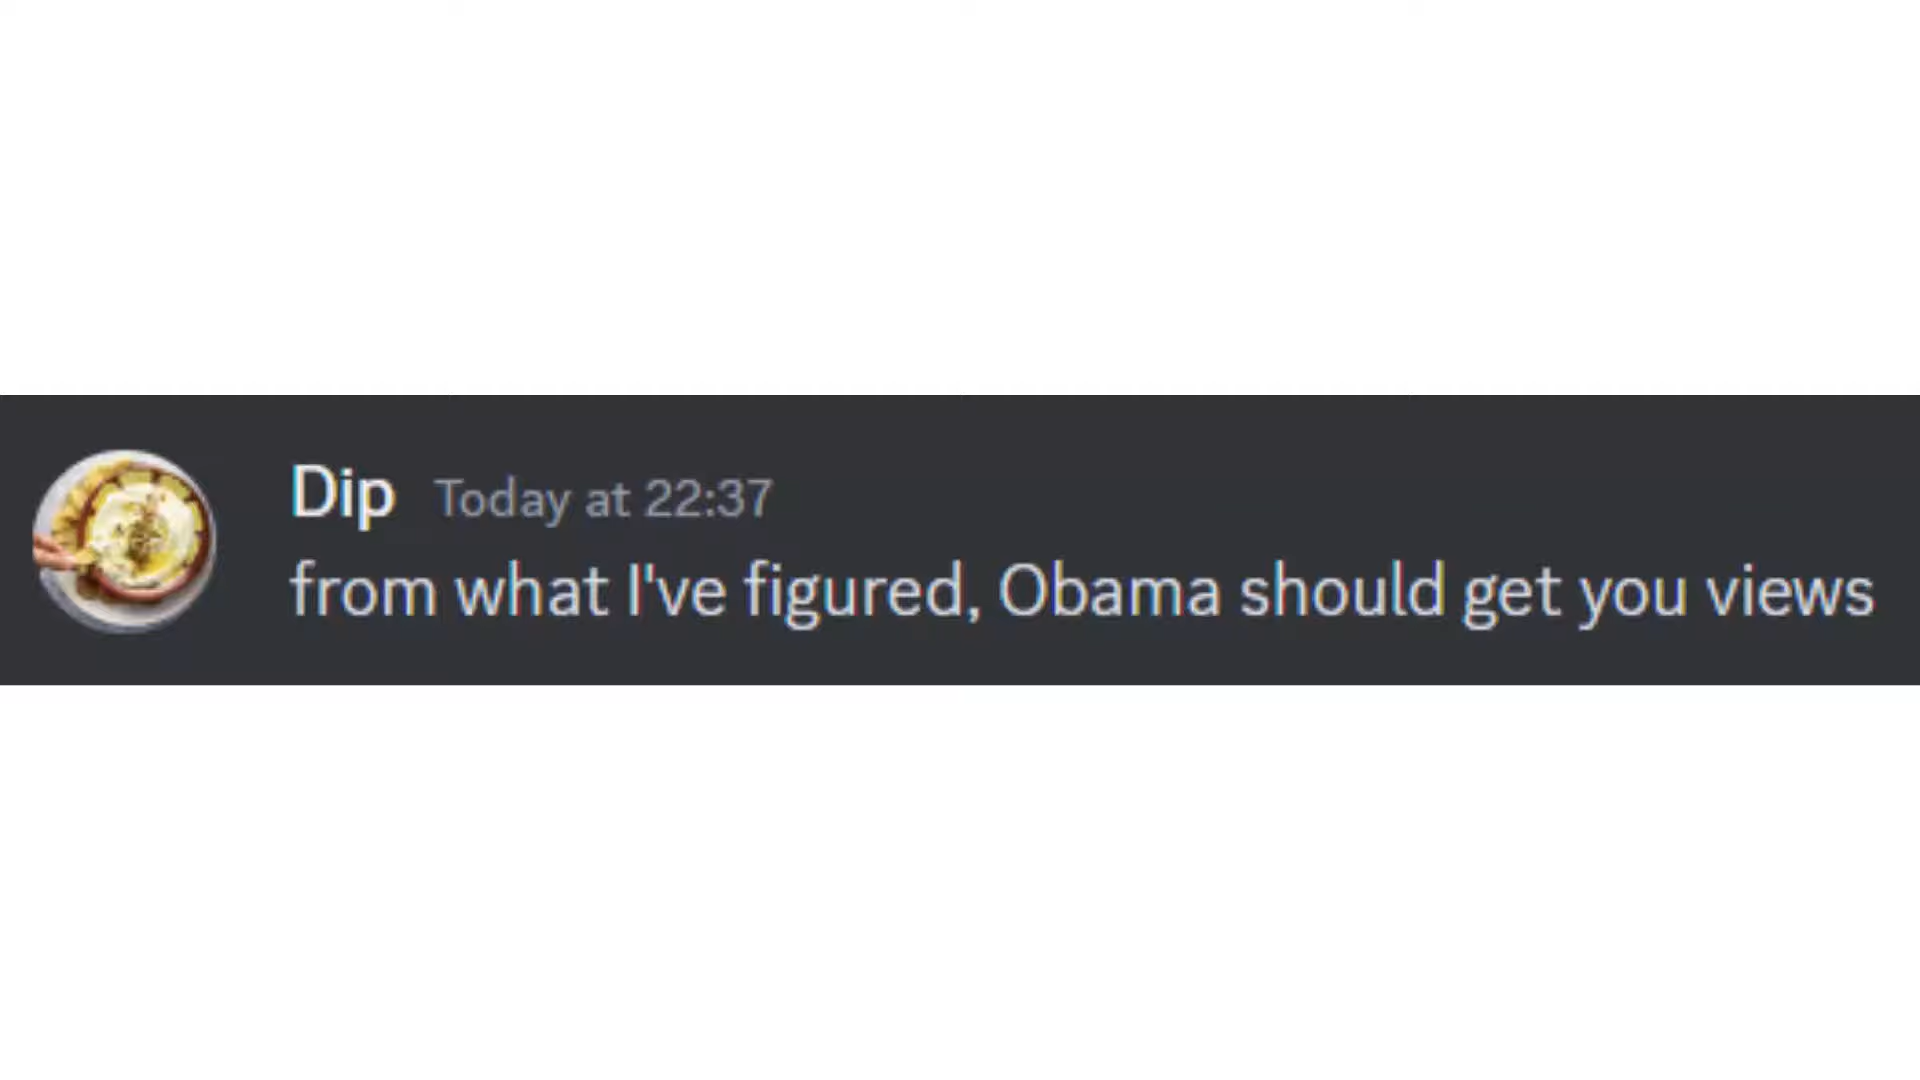 Dip Today at 22:37
from what I've figured, Obama should get you views